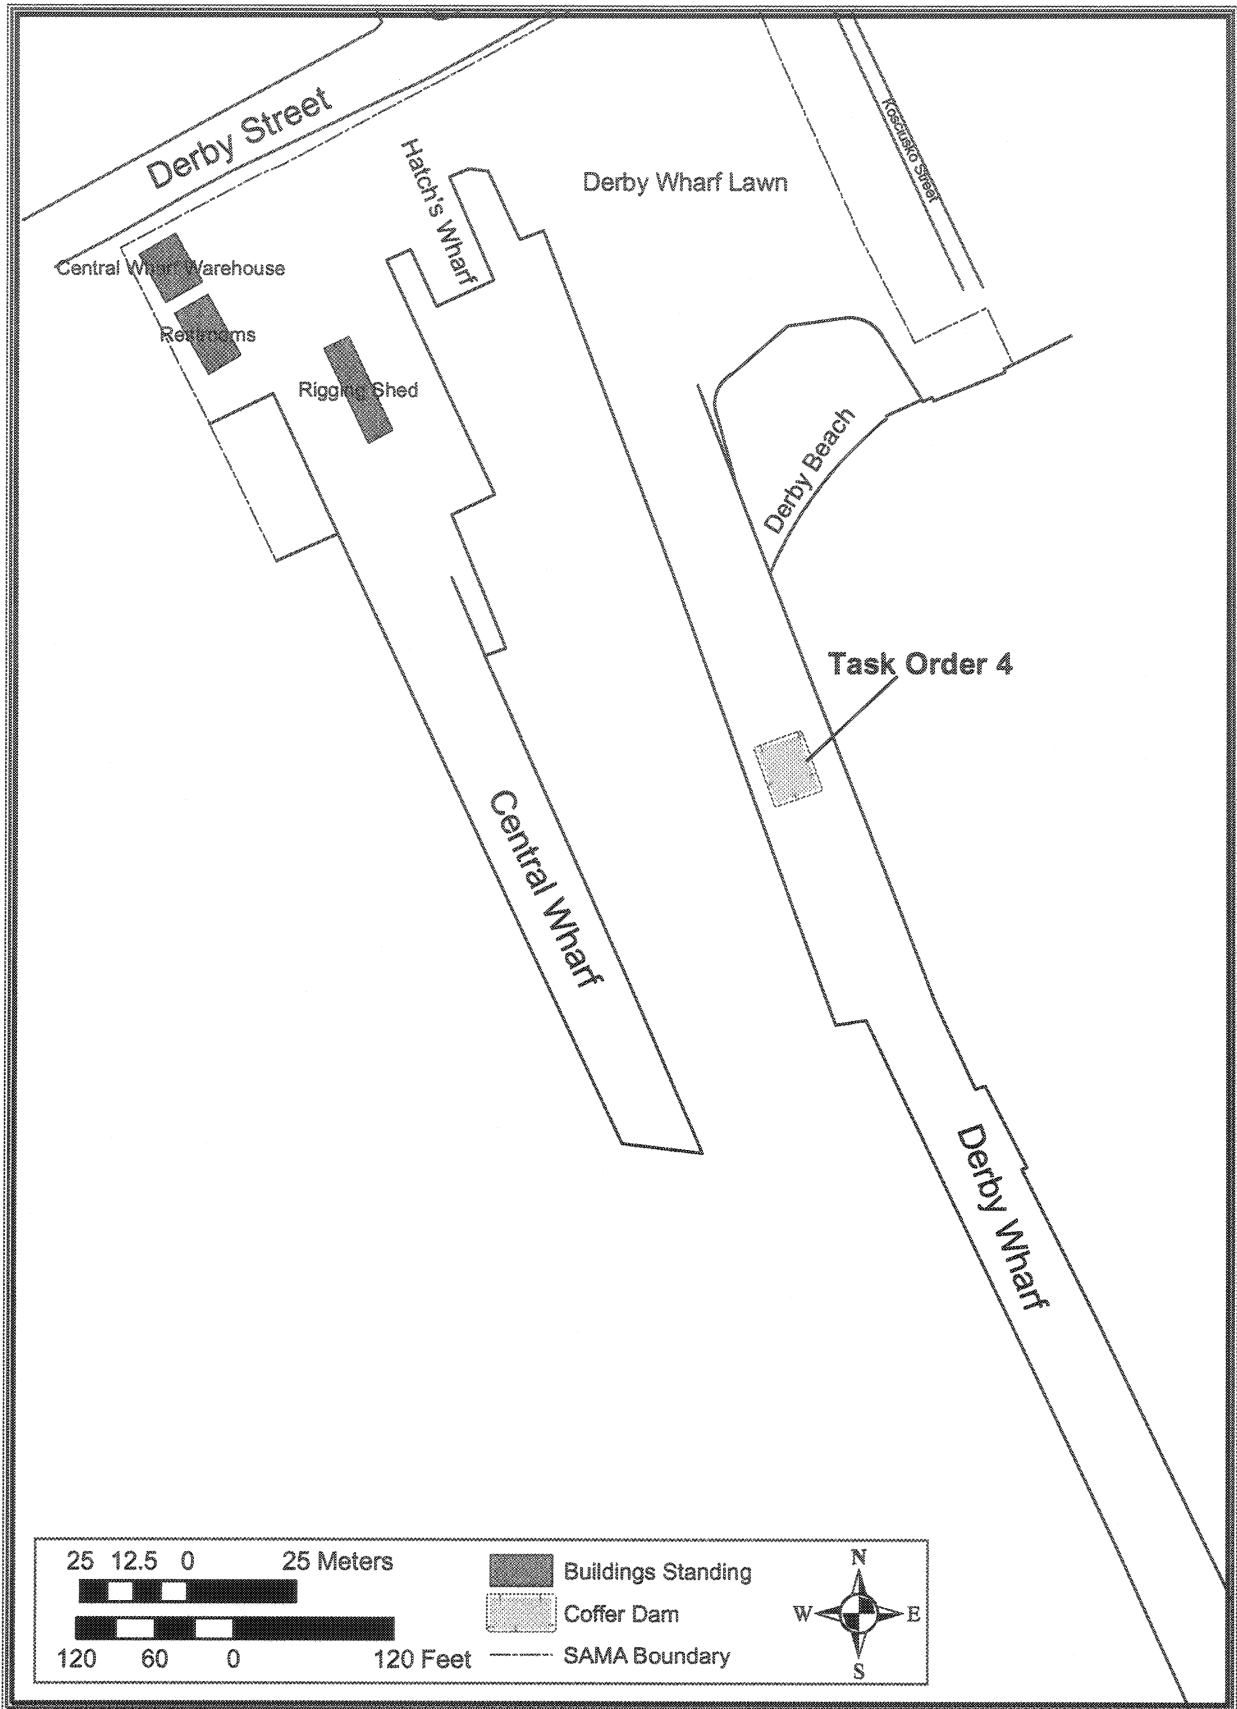 Derby Street
Hatch's Wharf
Derby Wharf Lawn
Kosciusko Street
Central Wharf Warehouse
Restrooms
Rigging Shed
Derby Beach
Task Order 4
Central Wharf
Derby Wharf
25 12.5 0 25 Meters
120 60 0 120 Feet
Buildings Standing
Coffer Dam
SAMA Boundary
N
W E
S